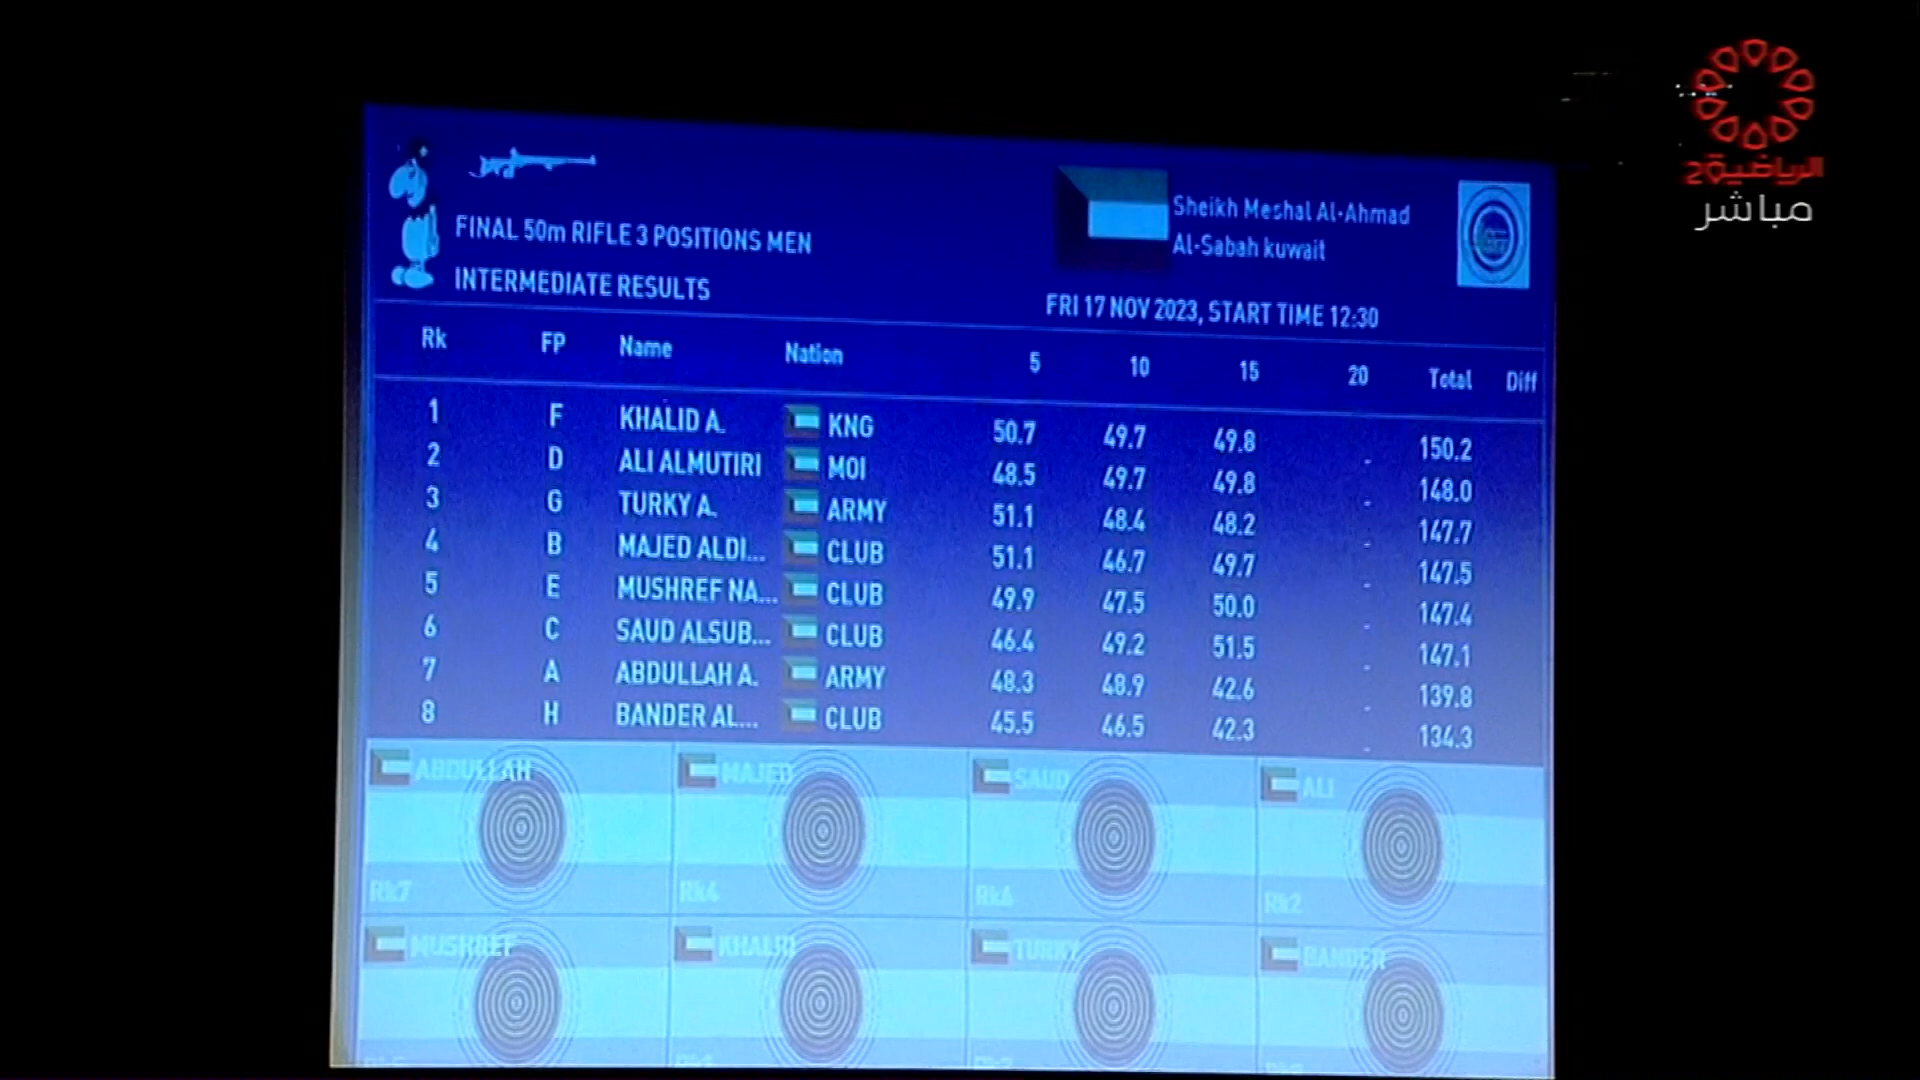 الرياضية ح
مباشر
FINAL 50m RIFLE 3 POSITIONS MEN
INTERMEDIATE RESULTS
Sheikh Meshal Al-Ahmad
Al-Sabah kuwait
FRI 17 NOV 2023, START TIME 12:30
Rk FP Name Nation 5 10 15 20 Total Diff
1 F KHALID A. KNG 50.7 49.7 49.8 - 150.2
2 D ALI ALMUTIRI MOI 48.5 49.7 49.8 - 148.0
3 G TURKY A. ARMY 51.1 48.4 48.2 - 147.7
4 B MAJED ALDI... CLUB 51.1 46.7 49.7 - 147.5
5 E MUSHREF NA... CLUB 49.9 47.5 50.0 - 147.4
6 C SAUD ALSUB... CLUB 46.4 49.2 51.5 - 147.1
7 A ABDULLAH A. ARMY 48.3 48.9 42.6 - 139.8
8 H BANDER AL... CLUB 45.5 46.5 42.3 - 134.3
ABDULLAH MAJED SAUD ALI
Rk7 Rk4 Rk6 Rk2
MUSHREF TURKY BANDER